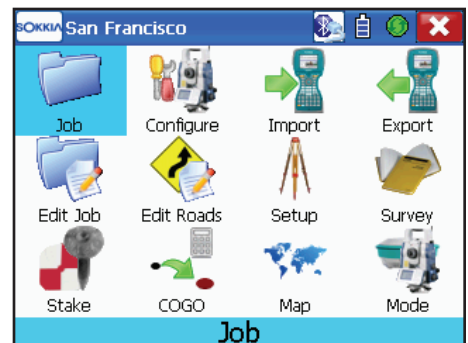 SOKKIA San Francisco
Job Configure Import Export
Edit Job Edit Roads Setup Survey
Stake COGO Map Mode
Job